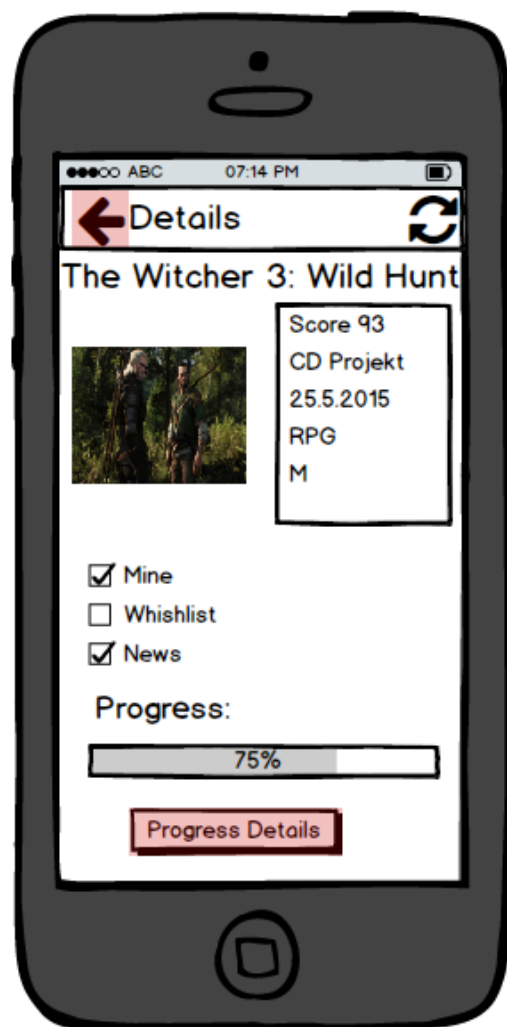 ABC 07:14 PM
Details
The Witcher 3: Wild Hunt
Score 93
CD Projekt
25.5.2015
RPG
M
Mine
Whishlist
News
Progress:
75%
Progress Details